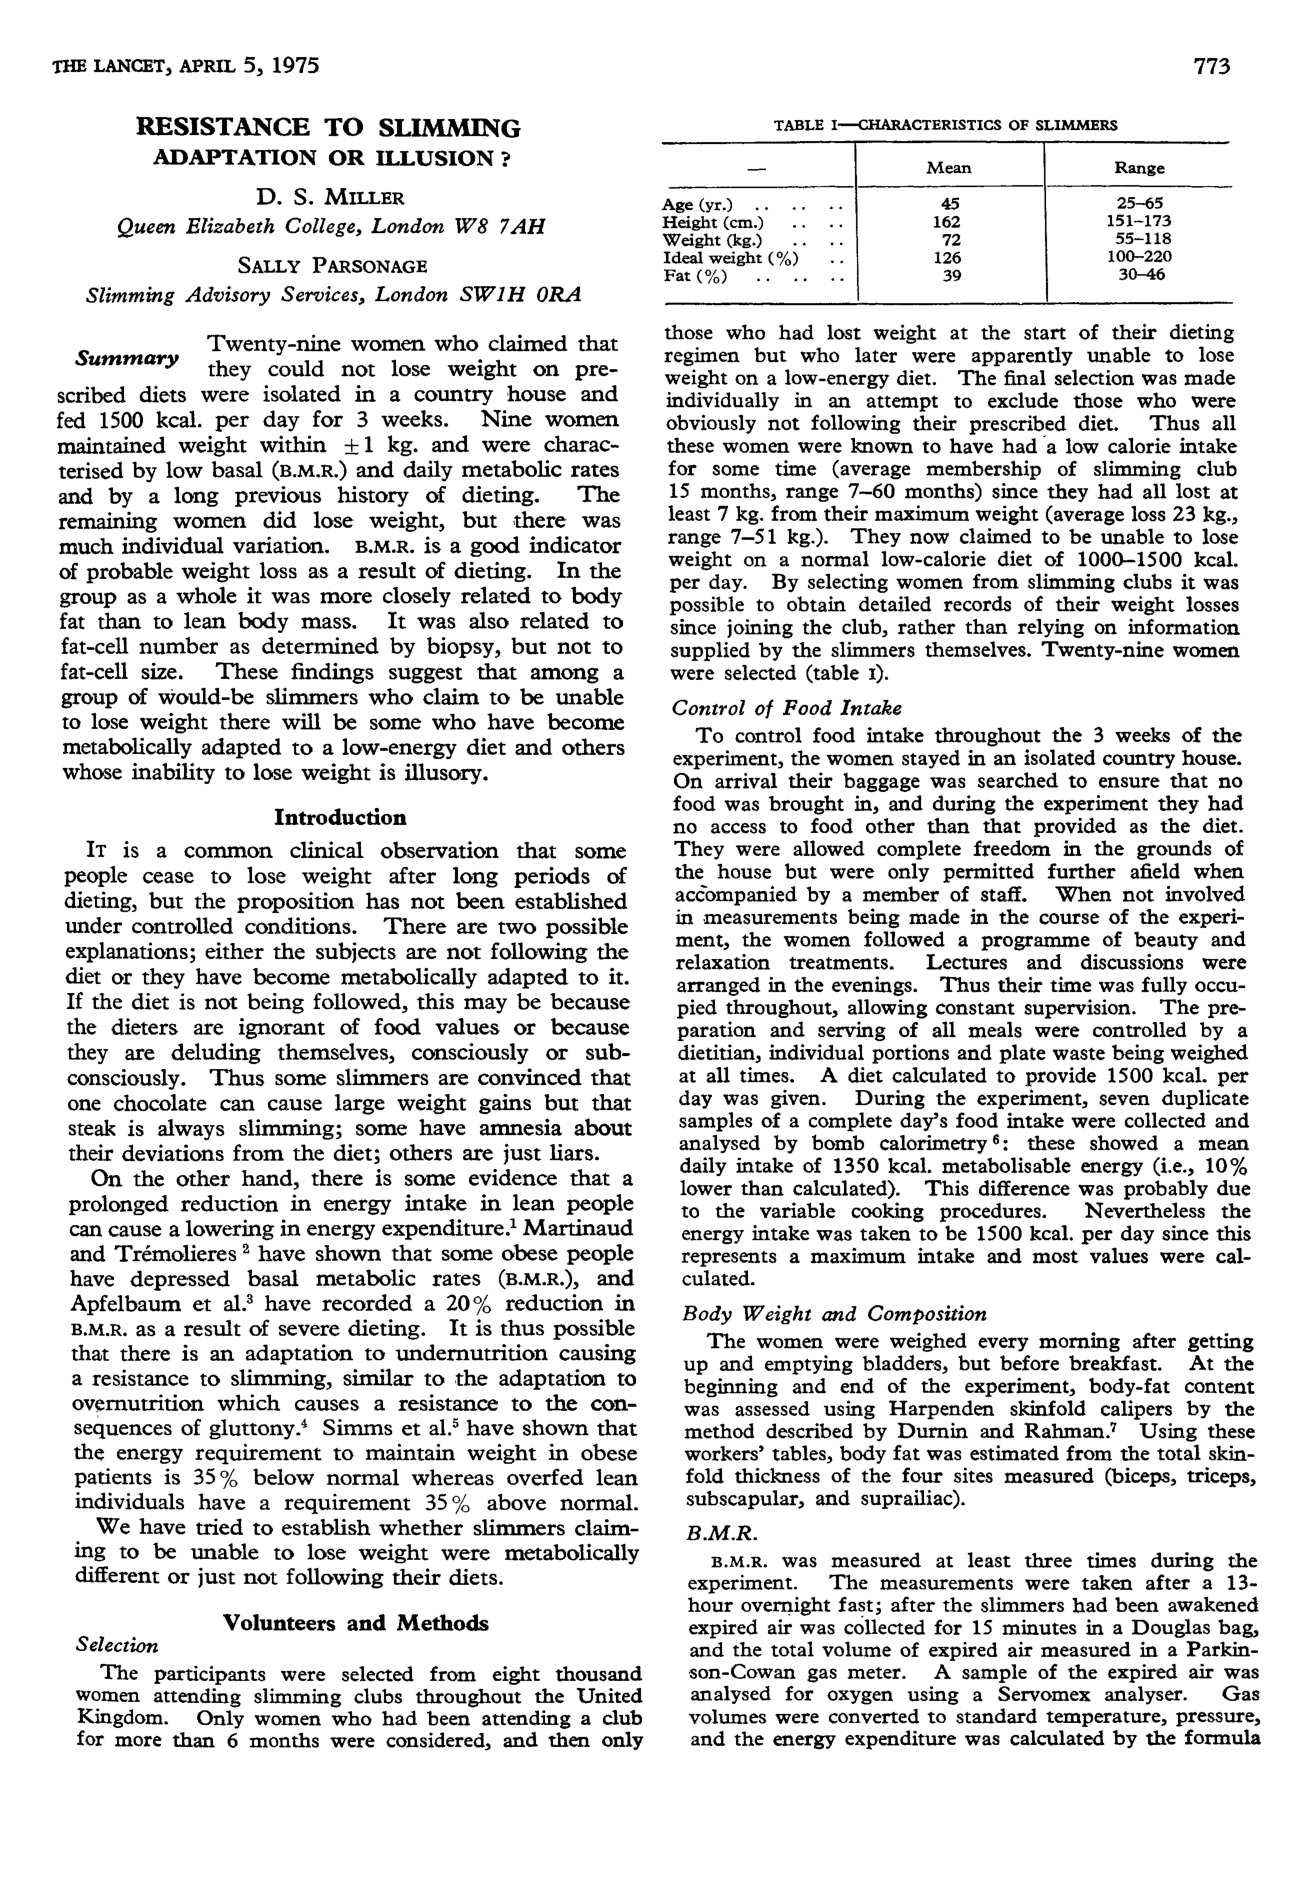 THE LANCET, APRIL 5, 1975
773
RESISTANCE TO SLIMMING
ADAPTATION OR ILLUSION ?
D. S. MILLER
Queen Elizabeth College, London W8 7AH
SALLY PARSONAGE
Slimming Advisory Services, London SW1H 0RA
Summary
Twenty-nine women who claimed that
they could not lose weight on pre-
scribed diets were isolated in a country house and
fed 1500 kcal. per day for 3 weeks. Nine women
maintained weight within ±1 kg. and were charac-
terised by low basal (B.M.R.) and daily metabolic rates
and by a long previous history of dieting. The
remaining women did lose weight, but there was
much individual variation. B.M.R. is a good indicator
of probable weight loss as a result of dieting. In the
group as a whole it was more closely related to body
fat than to lean body mass. It was also related to
fat-cell number as determined by biopsy, but not to
fat-cell size. These findings suggest that among a
group of would-be slimmers who claim to be unable
to lose weight there will be some who have become
metabolically adapted to a low-energy diet and others
whose inability to lose weight is illusory.
Introduction
IT is a common clinical observation that some
people cease to lose weight after long periods of
dieting, but the proposition has not been established
under controlled conditions. There are two possible
explanations; either the subjects are not following the
diet or they have become metabolically adapted to it.
If the diet is not being followed, this may be because
the dieters are ignorant of food values or because
they are deluding themselves, consciously or sub-
consciously. Thus some slimmers are convinced that
one chocolate can cause large weight gains but that
steak is always slimming; some have amnesia about
their deviations from the diet; others are just liars.
On the other hand, there is some evidence that a
prolonged reduction in energy intake in lean people
can cause a lowering in energy expenditure.¹ Martinaud
and Trémolieres ² have shown that some obese people
have depressed basal metabolic rates (B.M.R.), and
Apfelbaum et al.³ have recorded a 20% reduction in
B.M.R. as a result of severe dieting. It is thus possible
that there is an adaptation to undernutrition causing
a resistance to slimming, similar to the adaptation to
overnutrition which causes a resistance to the con-
sequences of gluttony.⁴ Simms et al.⁵ have shown that
the energy requirement to maintain weight in obese
patients is 35% below normal whereas overfed lean
individuals have a requirement 35% above normal.
We have tried to establish whether slimmers claim-
ing to be unable to lose weight were metabolically
different or just not following their diets.
Volunteers and Methods
Selection
The participants were selected from eight thousand
women attending slimming clubs throughout the United
Kingdom. Only women who had been attending a club
for more than 6 months were considered, and then only
TABLE I—CHARACTERISTICS OF SLIMMERS
— Mean Range
Age (yr.) .. .. .. 45 25–65
Height (cm.) .. .. 162 151–173
Weight (kg.) .. .. 72 55–118
Ideal weight (%) .. 126 100–220
Fat (%) .. .. .. 39 30–46
those who had lost weight at the start of their dieting
regimen but who later were apparently unable to lose
weight on a low-energy diet. The final selection was made
individually in an attempt to exclude those who were
obviously not following their prescribed diet. Thus all
these women were known to have had a low calorie intake
for some time (average membership of slimming club
15 months, range 7–60 months) since they had all lost at
least 7 kg. from their maximum weight (average loss 23 kg.,
range 7–51 kg.). They now claimed to be unable to lose
weight on a normal low-calorie diet of 1000–1500 kcal.
per day. By selecting women from slimming clubs it was
possible to obtain detailed records of their weight losses
since joining the club, rather than relying on information
supplied by the slimmers themselves. Twenty-nine women
were selected (table I).
Control of Food Intake
To control food intake throughout the 3 weeks of the
experiment, the women stayed in an isolated country house.
On arrival their baggage was searched to ensure that no
food was brought in, and during the experiment they had
no access to food other than that provided as the diet.
They were allowed complete freedom in the grounds of
the house but were only permitted further afield when
accompanied by a member of staff. When not involved
in measurements being made in the course of the experi-
ment, the women followed a programme of beauty and
relaxation treatments. Lectures and discussions were
arranged in the evenings. Thus their time was fully occu-
pied throughout, allowing constant supervision. The pre-
paration and serving of all meals were controlled by a
dietitian, individual portions and plate waste being weighed
at all times. A diet calculated to provide 1500 kcal. per
day was given. During the experiment, seven duplicate
samples of a complete day's food intake were collected and
analysed by bomb calorimetry ⁶: these showed a mean
daily intake of 1350 kcal. metabolisable energy (i.e., 10%
lower than calculated). This difference was probably due
to the variable cooking procedures. Nevertheless the
energy intake was taken to be 1500 kcal. per day since this
represents a maximum intake and most values were cal-
culated.
Body Weight and Composition
The women were weighed every morning after getting
up and emptying bladders, but before breakfast. At the
beginning and end of the experiment, body-fat content
was assessed using Harpenden skinfold calipers by the
method described by Durnin and Rahman.⁷ Using these
workers' tables, body fat was estimated from the total skin-
fold thickness of the four sites measured (biceps, triceps,
subscapular, and suprailiac).
B.M.R.
B.M.R. was measured at least three times during the
experiment. The measurements were taken after a 13-
hour overnight fast; after the slimmers had been awakened
expired air was collected for 15 minutes in a Douglas bag,
and the total volume of expired air measured in a Parkin-
son-Cowan gas meter. A sample of the expired air was
analysed for oxygen using a Servomex analyser. Gas
volumes were converted to standard temperature, pressure,
and the energy expenditure was calculated by the formula